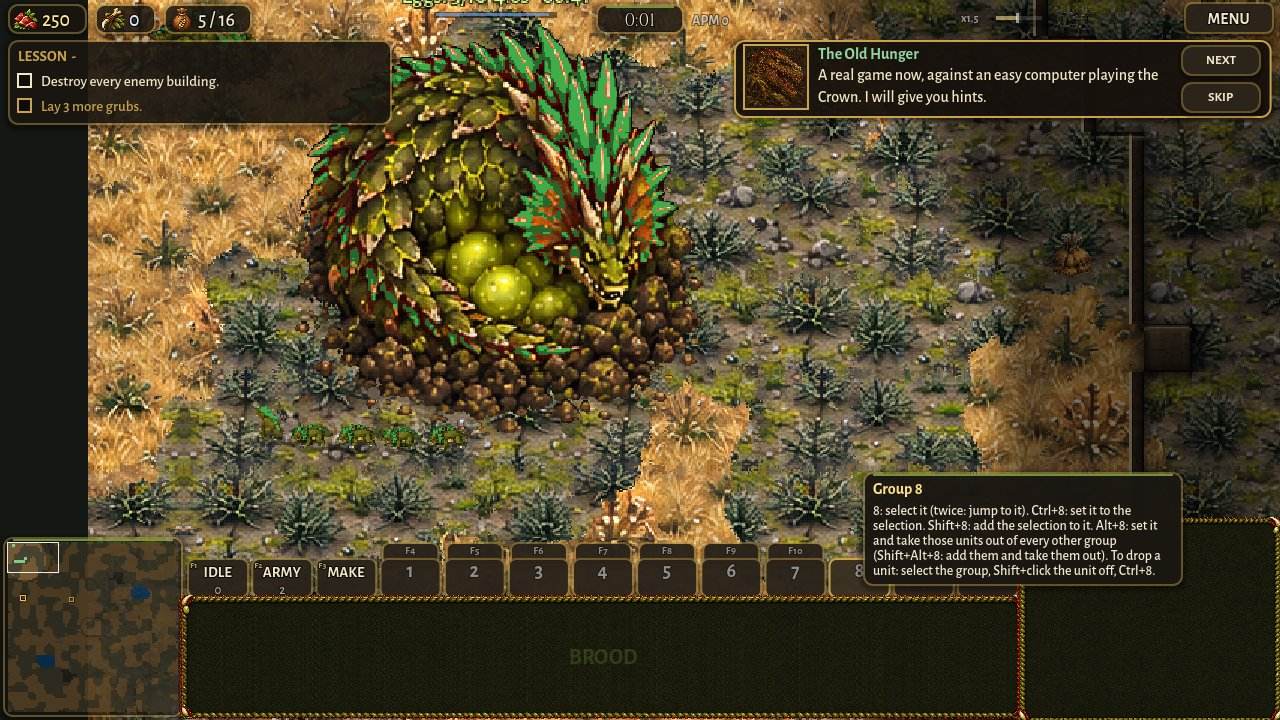 250
0
5/16
0:01
APM 0
x1.5
MENU
LESSON -
Destroy every enemy building.
Lay 3 more grubs.
The Old Hunger
A real game now, against an easy computer playing the
Crown. I will give you hints.
NEXT
SKIP
Group 8
8: select it (twice: jump to it). Ctrl+8: set it to the
selection. Shift+8: add the selection to it. Alt+8: set it
and take those units out of every other group
(Shift+Alt+8: add them and take them out). To drop a
unit: select the group, Shift+click the unit off, Ctrl+8.
F1 IDLE 0
F2 ARMY 2
F3 MAKE
F4 1
F5 2
F6 3
F7 4
F8 5
F9 6
F10 7
8
BROOD